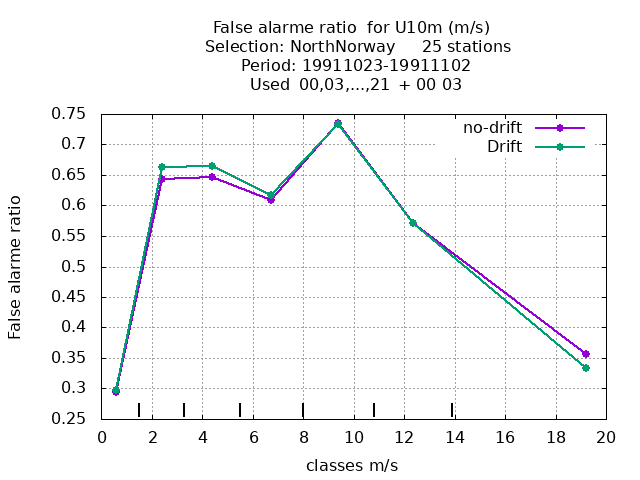 False alarme ratio for U10m (m/s)
Selection: NorthNorway 25 stations
Period: 19911023-19911102
Used 00,03,...,21 + 00 03
no-drift
Drift
False alarme ratio
0.75
0.7
0.65
0.6
0.55
0.5
0.45
0.4
0.35
0.3
0.25
0 2 4 6 8 10 12 14 16 18 20
classes m/s